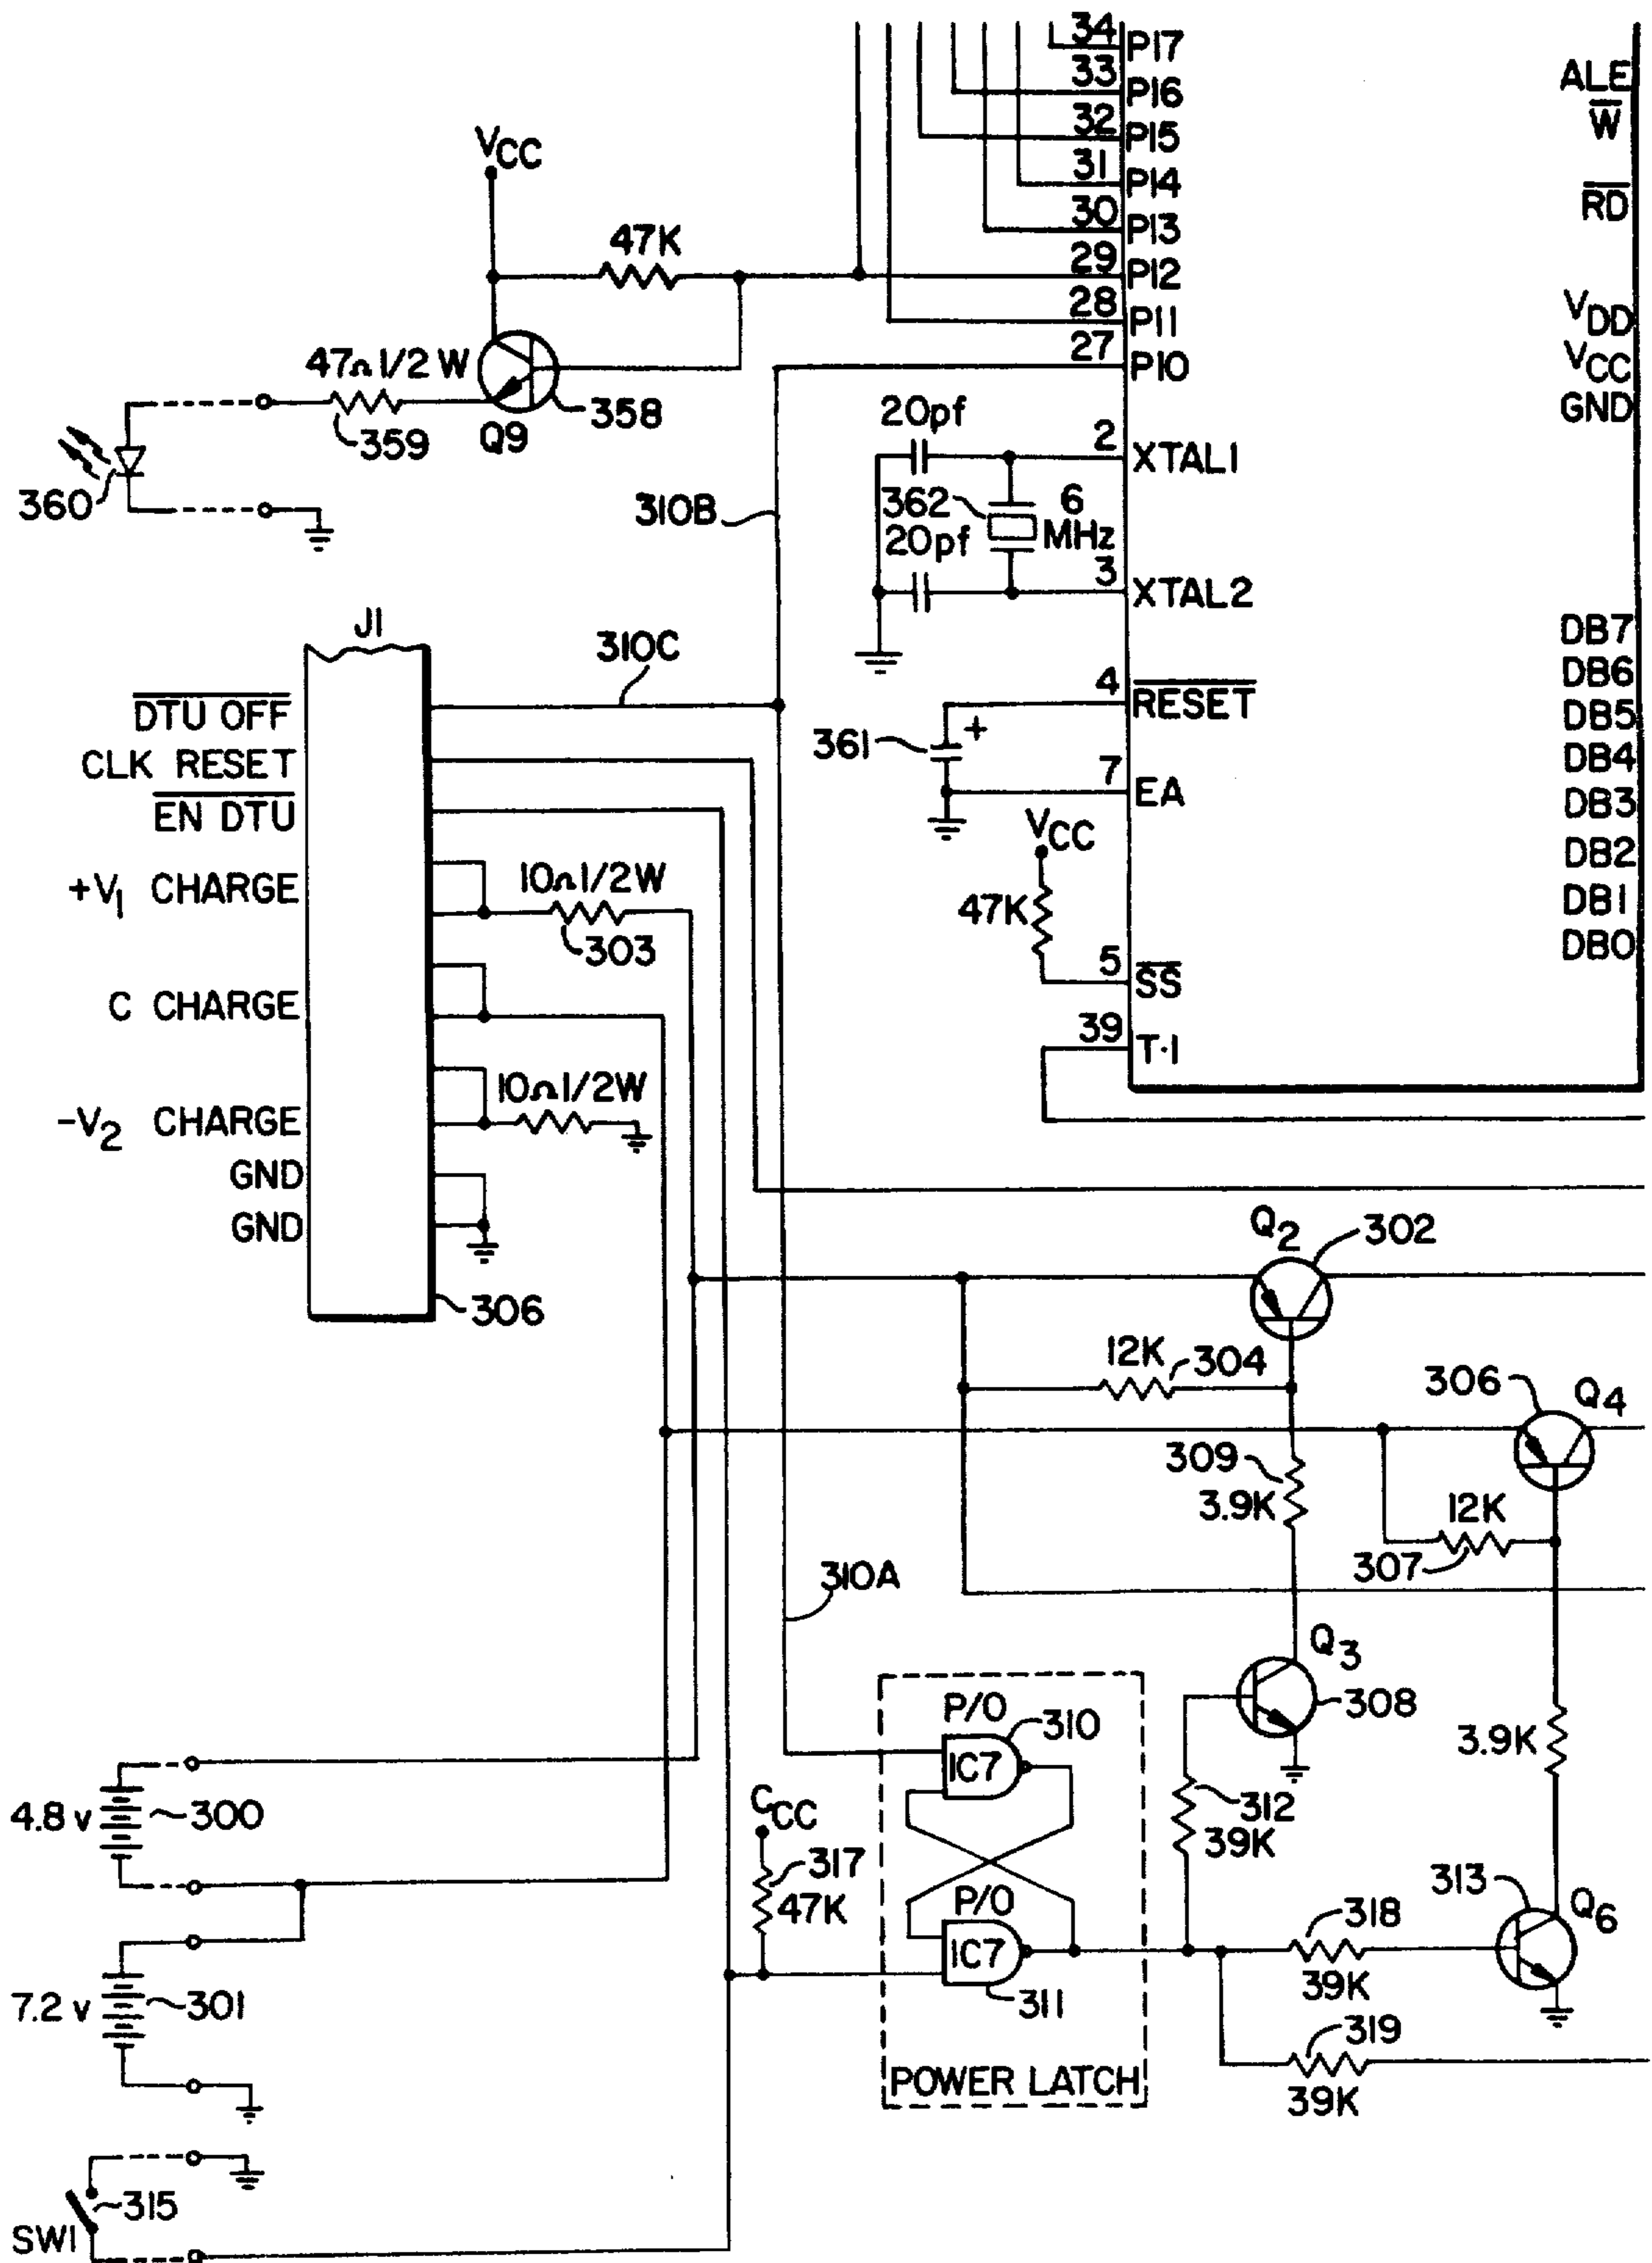 34 P17
33 P16
32 P15
31 P14
30 P13
29 P12
28 P11
27 P10
ALE
W
RD
VDD
VCC
GND
VCC
47K
47Ω 1/2 W
359
Q9
358
360
20pf
2 XTAL1
362
6
MHz
20pf
3 XTAL2
310B
J1
310C
4 RESET
361
+
7 EA
VCC
47K
5 SS
39 T·1
DB7
DB6
DB5
DB4
DB3
DB2
DB1
DB0
DTU OFF
CLK RESET
EN DTU
+V1 CHARGE
10Ω 1/2W
303
C CHARGE
-V2 CHARGE
10Ω 1/2W
GND
GND
306
Q2
302
12K
304
306
Q4
309
3.9K
12K
307
310A
Q3
308
P/O
310
IC7
312
39K
3.9K
4.8 v
300
CCC
317
47K
P/O
IC7
311
318
39K
313
Q6
7.2 v
301
319
39K
POWER LATCH
315
SW1